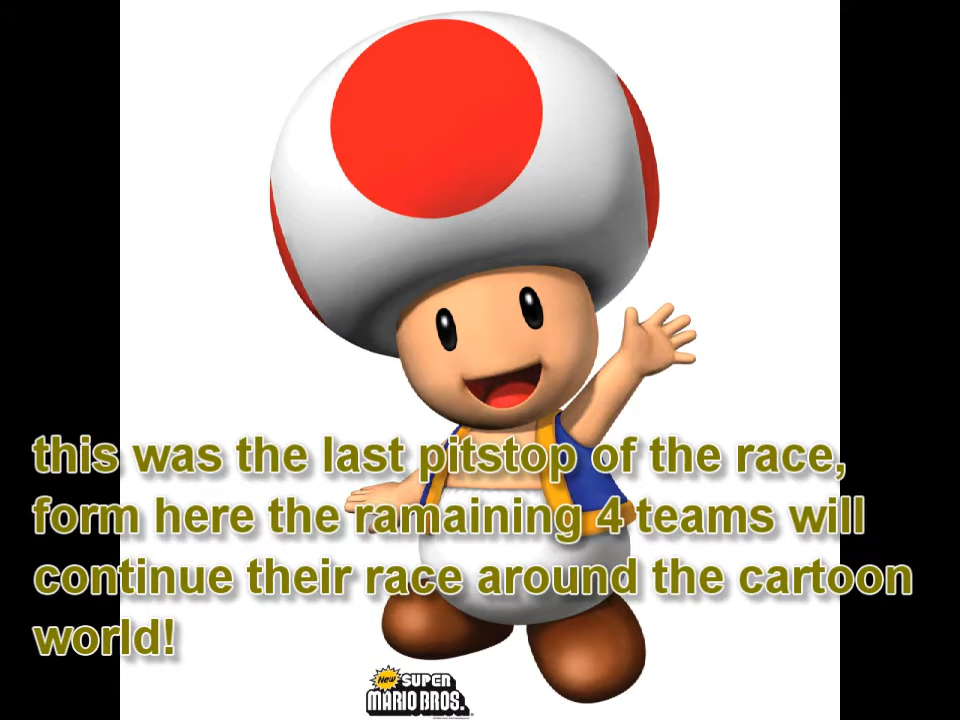 this was the last pitstop of the race,
form here the ramaining 4 teams will
continue their race around the cartoon
world!
New SUPER
MARIO BROS.